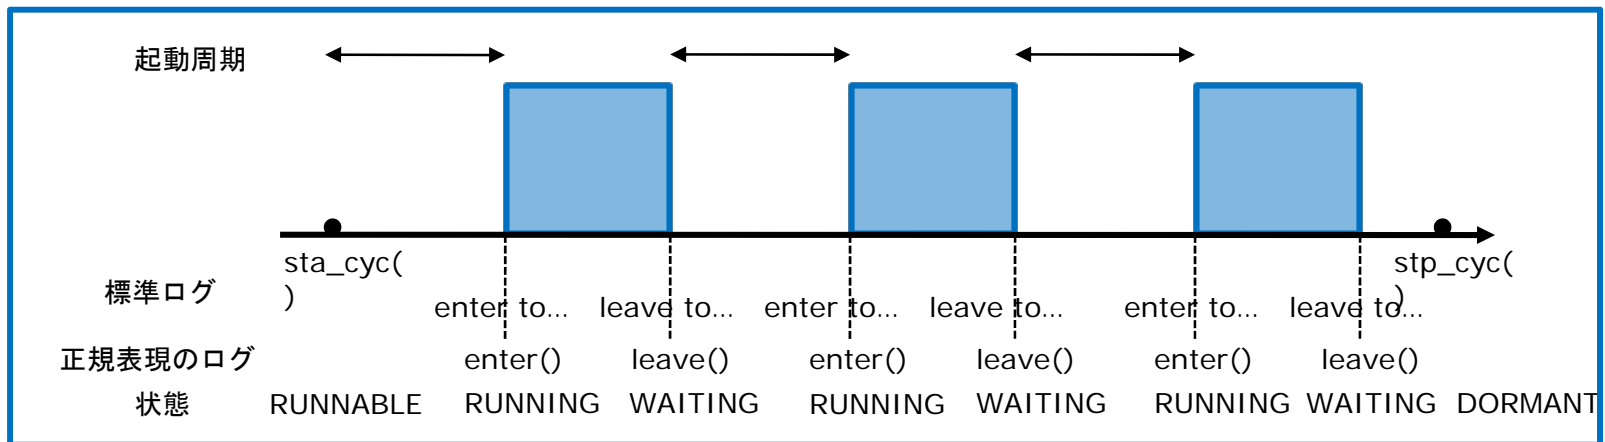 起動周期
sta_cyc(
)
stp_cyc(
)
標準ログ
enter to... leave to... enter to... leave to... enter to... leave to...
正規表現のログ enter() leave() enter() leave() enter() leave()
状態 RUNNABLE RUNNING WAITING RUNNING WAITING RUNNING WAITING DORMANT